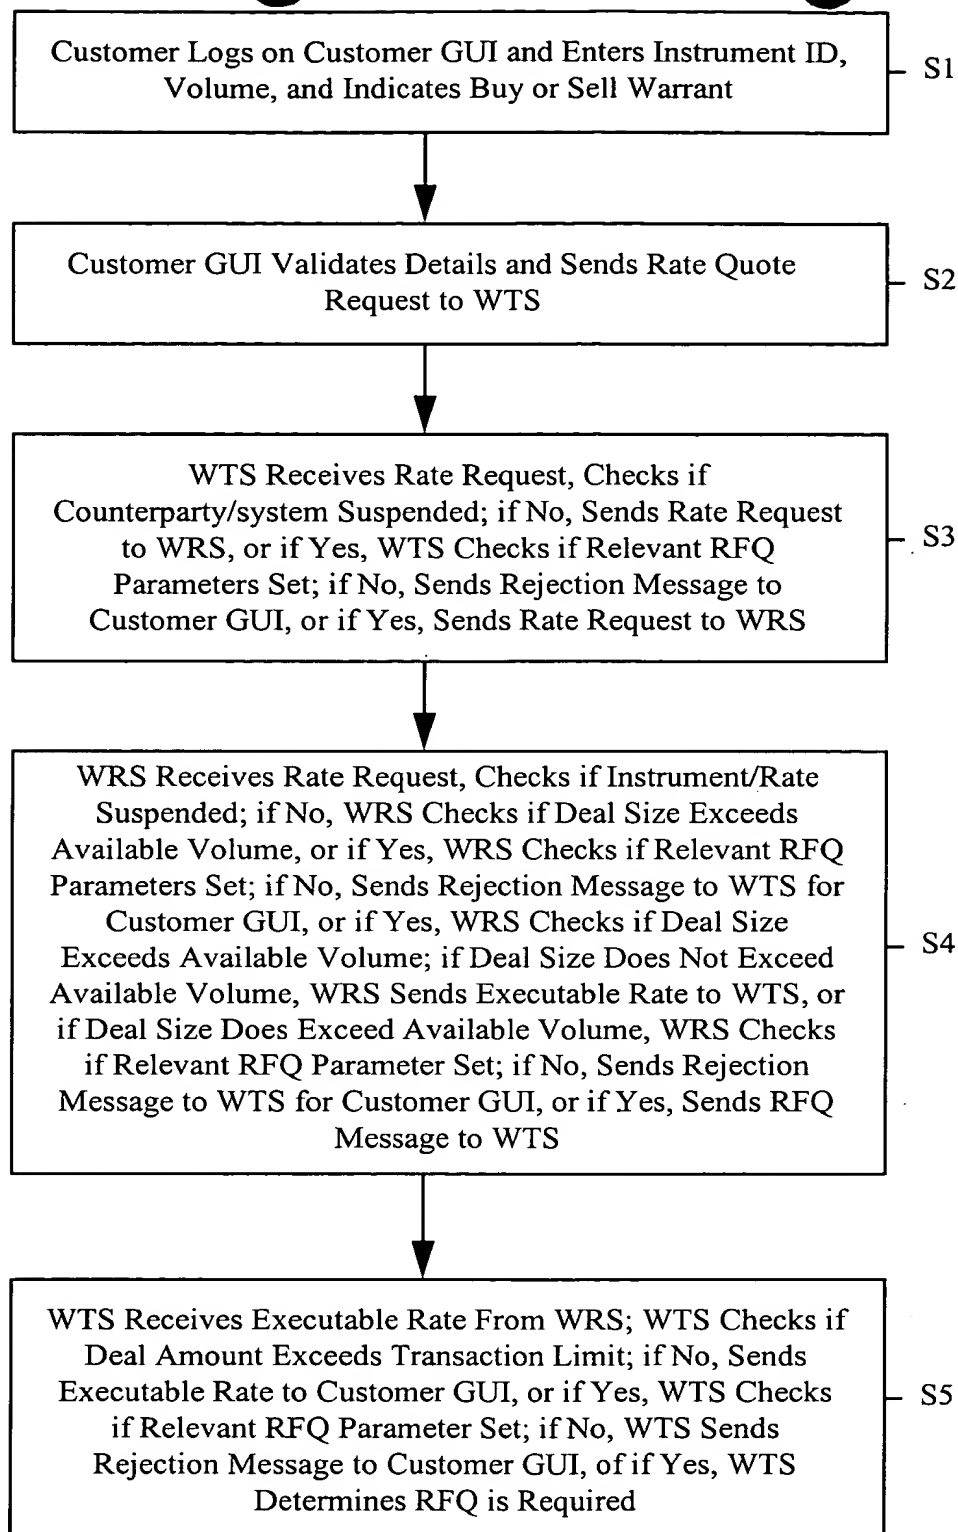 Customer Logs on Customer GUI and Enters Instrument ID,
Volume, and Indicates Buy or Sell Warrant
S1
Customer GUI Validates Details and Sends Rate Quote
Request to WTS
S2
WTS Receives Rate Request, Checks if
Counterparty/system Suspended; if No, Sends Rate Request
to WRS, or if Yes, WTS Checks if Relevant RFQ
Parameters Set; if No, Sends Rejection Message to
Customer GUI, or if Yes, Sends Rate Request to WRS
S3
WRS Receives Rate Request, Checks if Instrument/Rate
Suspended; if No, WRS Checks if Deal Size Exceeds
Available Volume, or if Yes, WRS Checks if Relevant RFQ
Parameters Set; if No, Sends Rejection Message to WTS for
Customer GUI, or if Yes, WRS Checks if Deal Size
Exceeds Available Volume; if Deal Size Does Not Exceed
Available Volume, WRS Sends Executable Rate to WTS, or
if Deal Size Does Exceed Available Volume, WRS Checks
if Relevant RFQ Parameter Set; if No, Sends Rejection
Message to WTS for Customer GUI, or if Yes, Sends RFQ
Message to WTS
S4
WTS Receives Executable Rate From WRS; WTS Checks if
Deal Amount Exceeds Transaction Limit; if No, Sends
Executable Rate to Customer GUI, or if Yes, WTS Checks
if Relevant RFQ Parameter Set; if No, WTS Sends
Rejection Message to Customer GUI, of if Yes, WTS
Determines RFQ is Required
S5